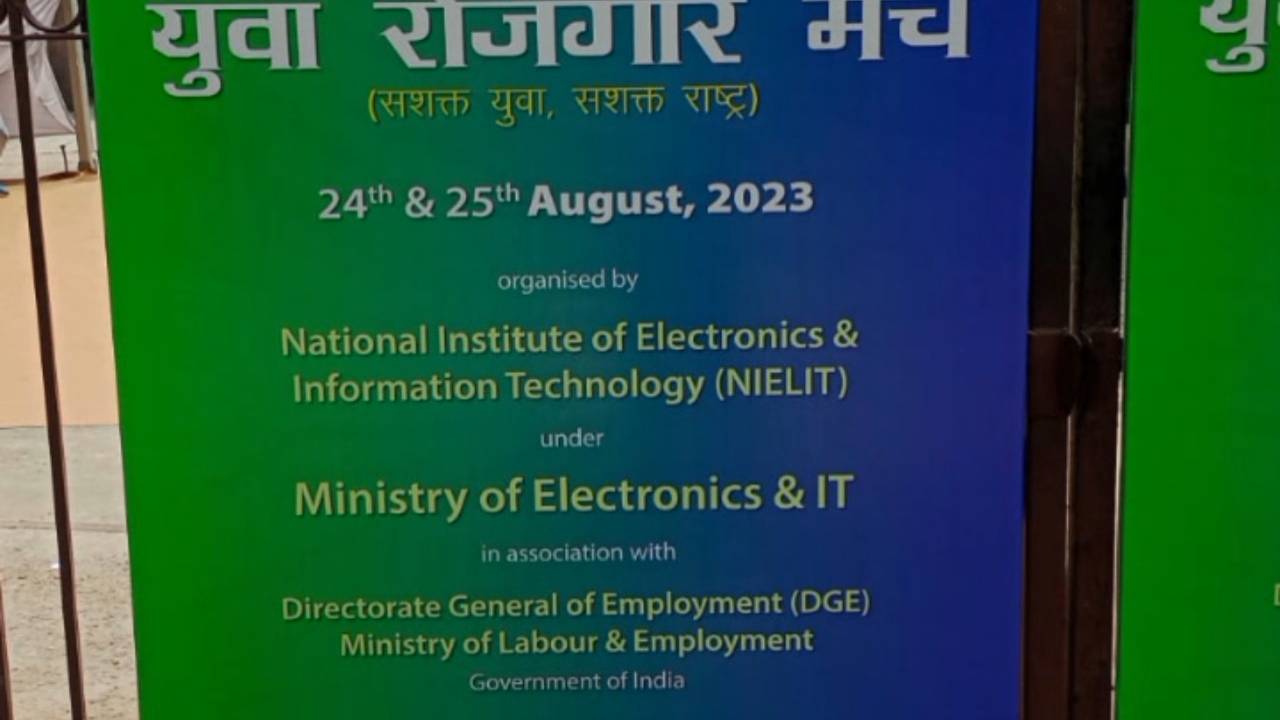 युवा रोजगार मंच
(सशक्त युवा, सशक्त राष्ट्र)
24th & 25th August, 2023
organised by
National Institute of Electronics &
Information Technology (NIELIT)
under
Ministry of Electronics & IT
in association with
Directorate General of Employment (DGE)
Ministry of Labour & Employment
Government of India